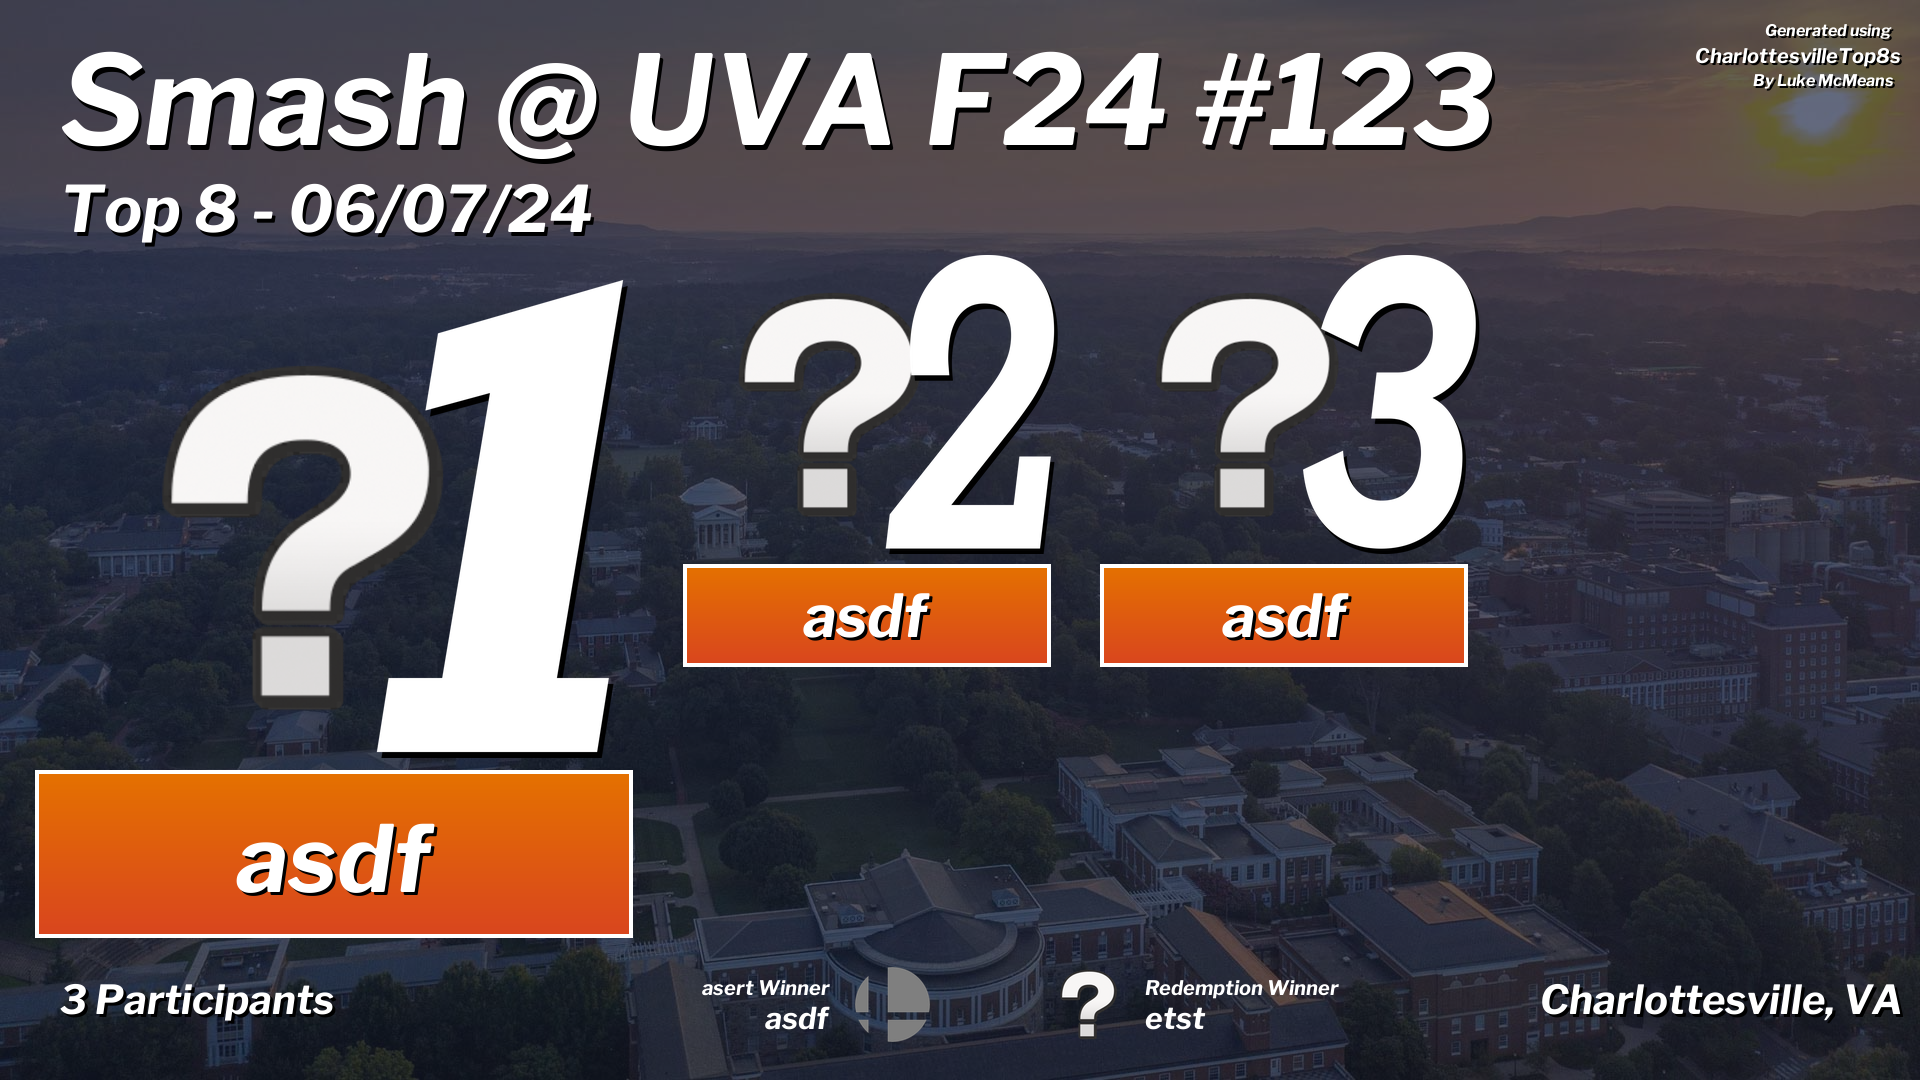 Smash @ UVA F24 #123
Top 8 - 06/07/24
Generated using
CharlottesvilleTop8s
By Luke McMeans
?1
?2
?3
asdf
asdf
asdf
3 Participants
asert Winner
asdf
?
Redemption Winner
etst
Charlottesville, VA